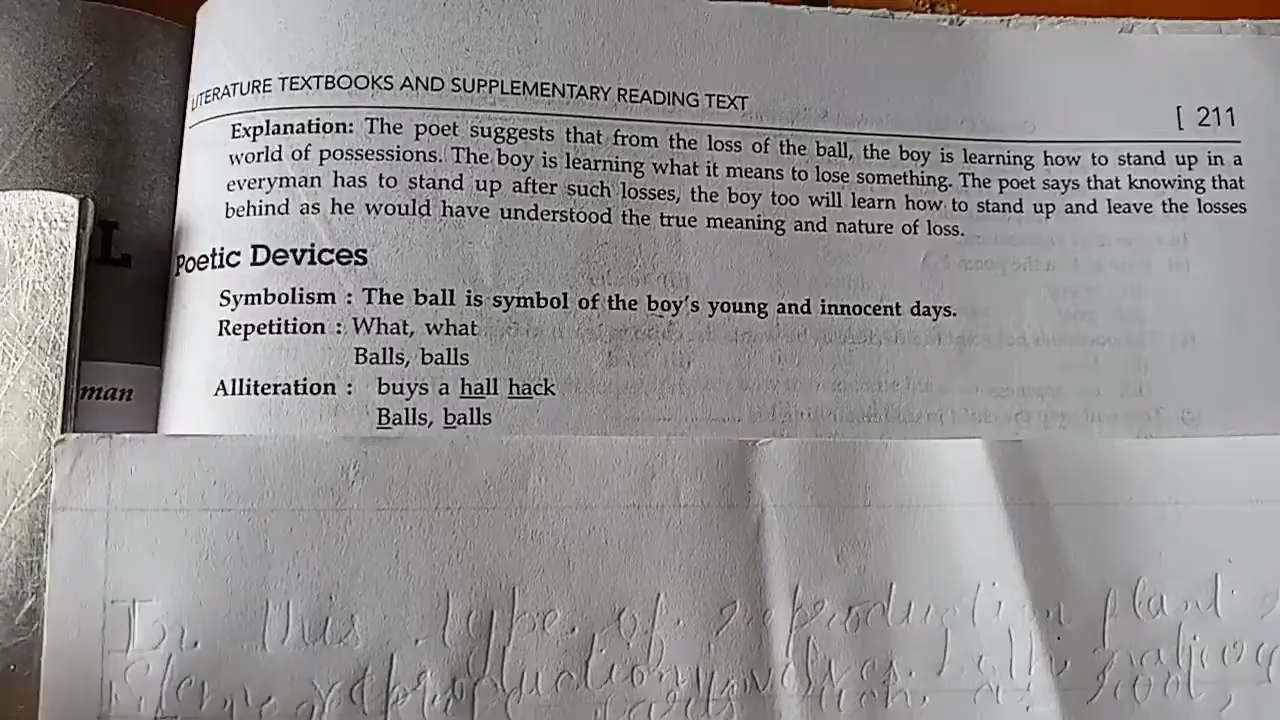 LITERATURE TEXTBOOKS AND SUPPLEMENTARY READING TEXT
[ 211
Explanation: The poet suggests that from the loss of the ball, the boy is learning how to stand up in a
world of possessions. The boy is learning what it means to lose something. The poet says that knowing that
everyman has to stand up after such losses, the boy too will learn how to stand up and leave the losses
behind as he would have understood the true meaning and nature of loss.
L
Poetic Devices
Symbolism : The ball is symbol of the boy's young and innocent days.
Repetition : What, what
Balls, balls
man
Alliteration : buys a hall hack
Balls, balls
In this type of reproduction plant